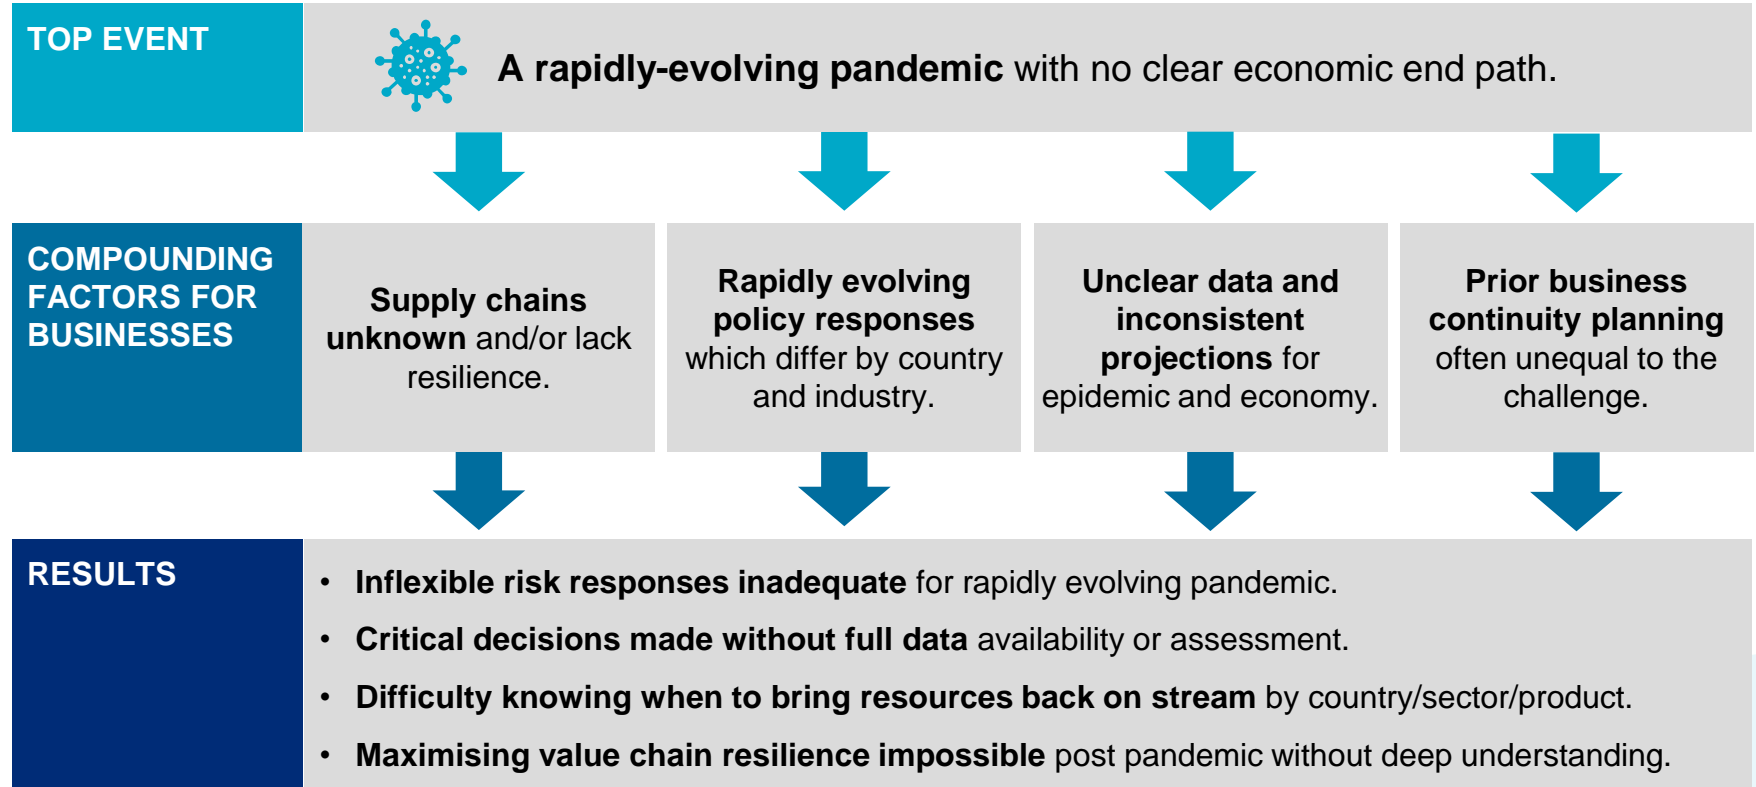 TOP EVENT
A rapidly-evolving pandemic with no clear economic end path.
COMPOUNDING
FACTORS FOR
BUSINESSES
Supply chains
unknown and/or lack
resilience.
Rapidly evolving
policy responses
which differ by country
and industry.
Unclear data and
inconsistent
projections for
epidemic and economy.
Prior business
continuity planning
often unequal to the
challenge.
RESULTS
• Inflexible risk responses inadequate for rapidly evolving pandemic.
• Critical decisions made without full data availability or assessment.
• Difficulty knowing when to bring resources back on stream by country/sector/product.
• Maximising value chain resilience impossible post pandemic without deep understanding.